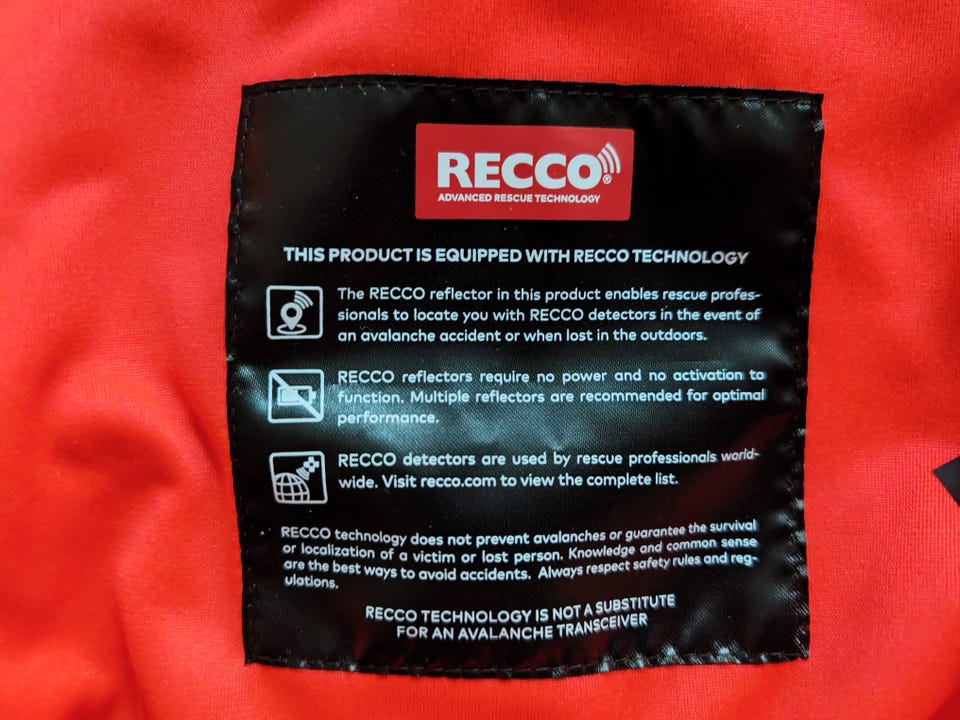 RECCO®
ADVANCED RESCUE TECHNOLOGY
THIS PRODUCT IS EQUIPPED WITH RECCO TECHNOLOGY
The RECCO reflector in this product enables rescue profes-
sionals to locate you with RECCO detectors in the event of
an avalanche accident or when lost in the outdoors.
RECCO reflectors require no power and no activation to
function. Multiple reflectors are recommended for optimal
performance.
RECCO detectors are used by rescue professionals world-
wide. Visit recco.com to view the complete list.
RECCO technology does not prevent avalanches or guarantee the survival
or localization of a victim or lost person. Knowledge and common sense
are the best ways to avoid accidents. Always respect safety rules and reg-
ulations.
RECCO TECHNOLOGY IS NOT A SUBSTITUTE
FOR AN AVALANCHE TRANSCEIVER